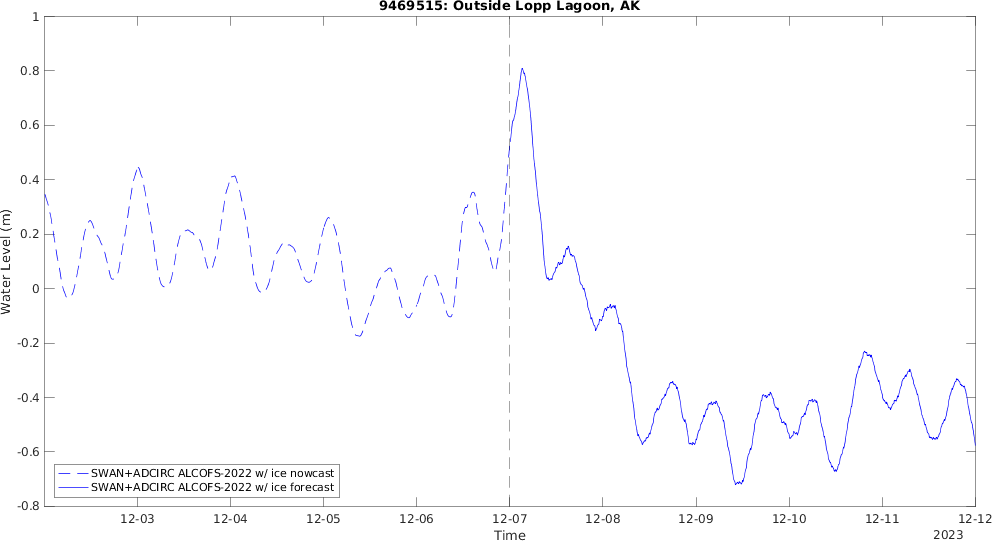 9469515: Outside Lopp Lagoon, AK
1
0.8
0.6
0.4
0.2
0
-0.2
-0.4
-0.6
-0.8
Water Level (m)
SWAN+ADCIRC ALCOFS-2022 w/ ice nowcast
SWAN+ADCIRC ALCOFS-2022 w/ ice forecast
12-03 12-04 12-05 12-06 12-07 12-08 12-09 12-10 12-11 12-12
Time
2023